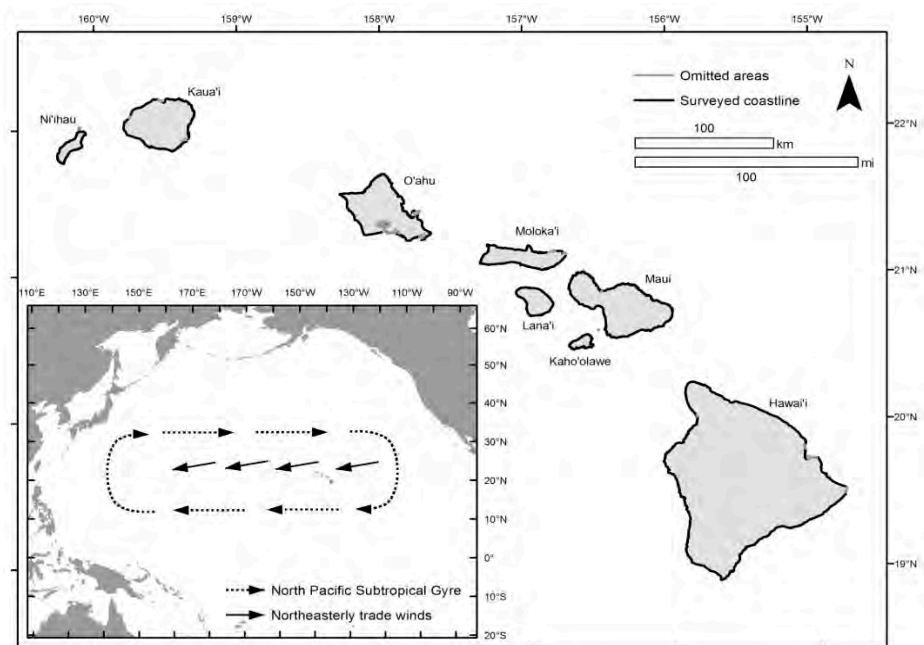 160°W 159°W 158°W 157°W 156°W 155°W
N
Omitted areas
Surveyed coastline
100
km
mi
100
Kaua'i
Ni'ihau
22°N
O'ahu
Moloka'i
21°N
Maui
Lana'i
Kaho'olawe
Hawai'i
20°N
19°N
110°E 130°E 150°E 170°E 170°W 150°W 130°W 110°W 90°W
60°N
50°N
40°N
30°N
20°N
10°N
0°
10°S
20°S
North Pacific Subtropical Gyre
Northeasterly trade winds